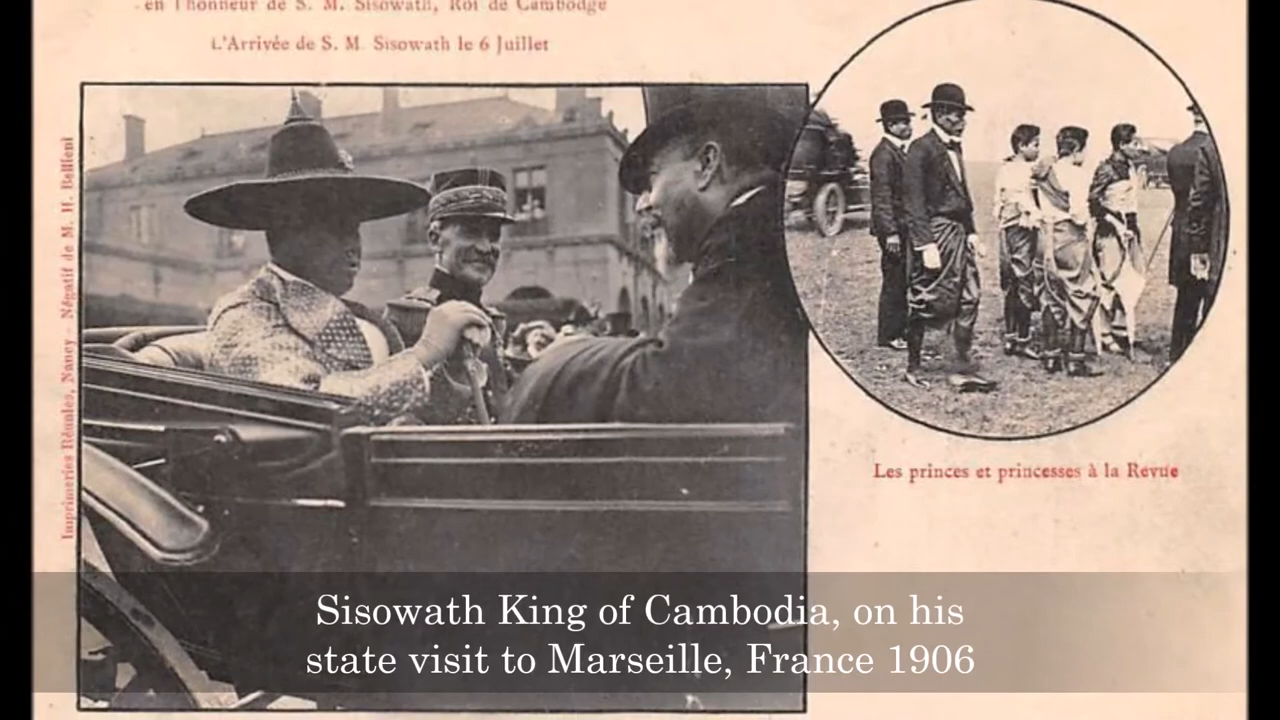 en l'honneur de S. M. Sisowath, Roi de Cambodge
L'Arrivée de S. M. Sisowath le 6 Juillet
Imprimeries Réunies, Nancy - Négatif de M. H. Bellieni
Les princes et princesses à la Revue
Sisowath King of Cambodia, on his
state visit to Marseille, France 1906